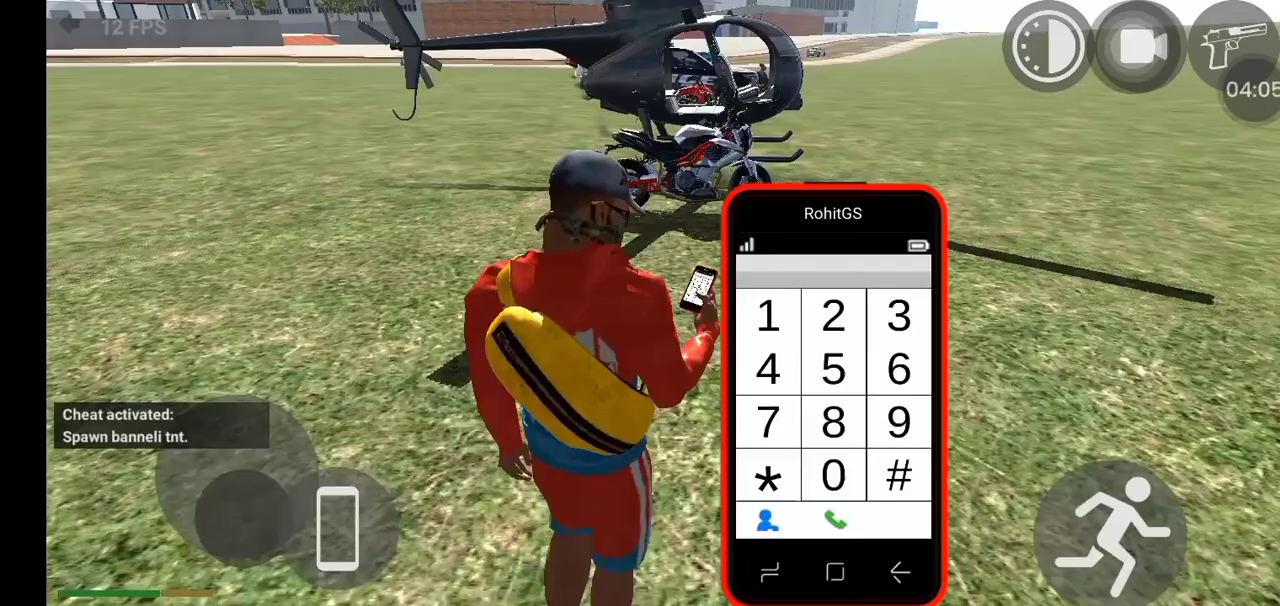 12 FPS
04:05
RohitGS
1 2 3
4 5 6
7 8 9
* 0 #
Cheat activated:
Spawn banneli tnt.